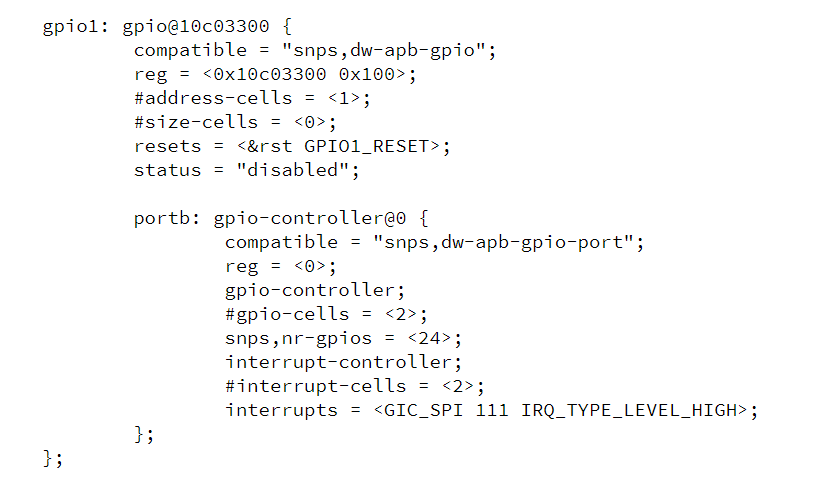 gpio1: gpio@10c03300 {
compatible = "snps,dw-apb-gpio";
reg = <0x10c03300 0x100>;
#address-cells = <1>;
#size-cells = <0>;
resets = <&rst GPIO1_RESET>;
status = "disabled";
portb: gpio-controller@0 {
compatible = "snps,dw-apb-gpio-port";
reg = <0>;
gpio-controller;
#gpio-cells = <2>;
snps,nr-gpios = <24>;
interrupt-controller;
#interrupt-cells = <2>;
interrupts = <GIC_SPI 111 IRQ_TYPE_LEVEL_HIGH>;
};
};